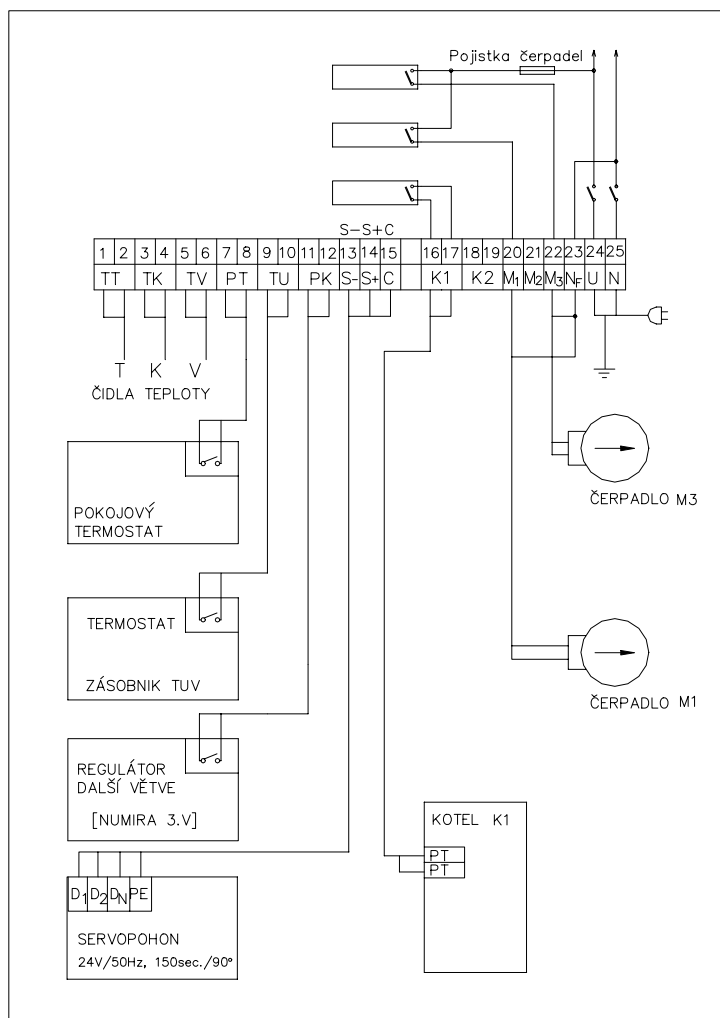 Pojistka čerpadel
S-S+C
1 2 3 4 5 6 7 8 9 10 11 12 13 14 15 16 17 18 19 20 21 22 23 24 25
TT TK TV PT TU PK S- S+ C K1 K2 M1 M2 M3 NF U N
T K V
ČIDLA TEPLOTY
POKOJOVÝ
TERMOSTAT
ČERPADLO M3
TERMOSTAT
ZÁSOBNIK TUV
ČERPADLO M1
REGULÁTOR
DALŠÍ VĚTVE
[NUMIRA 3.V]
KOTEL K1
PT
PT
D1 D2 DN PE
SERVOPOHON
24V/50Hz, 150sec./90°